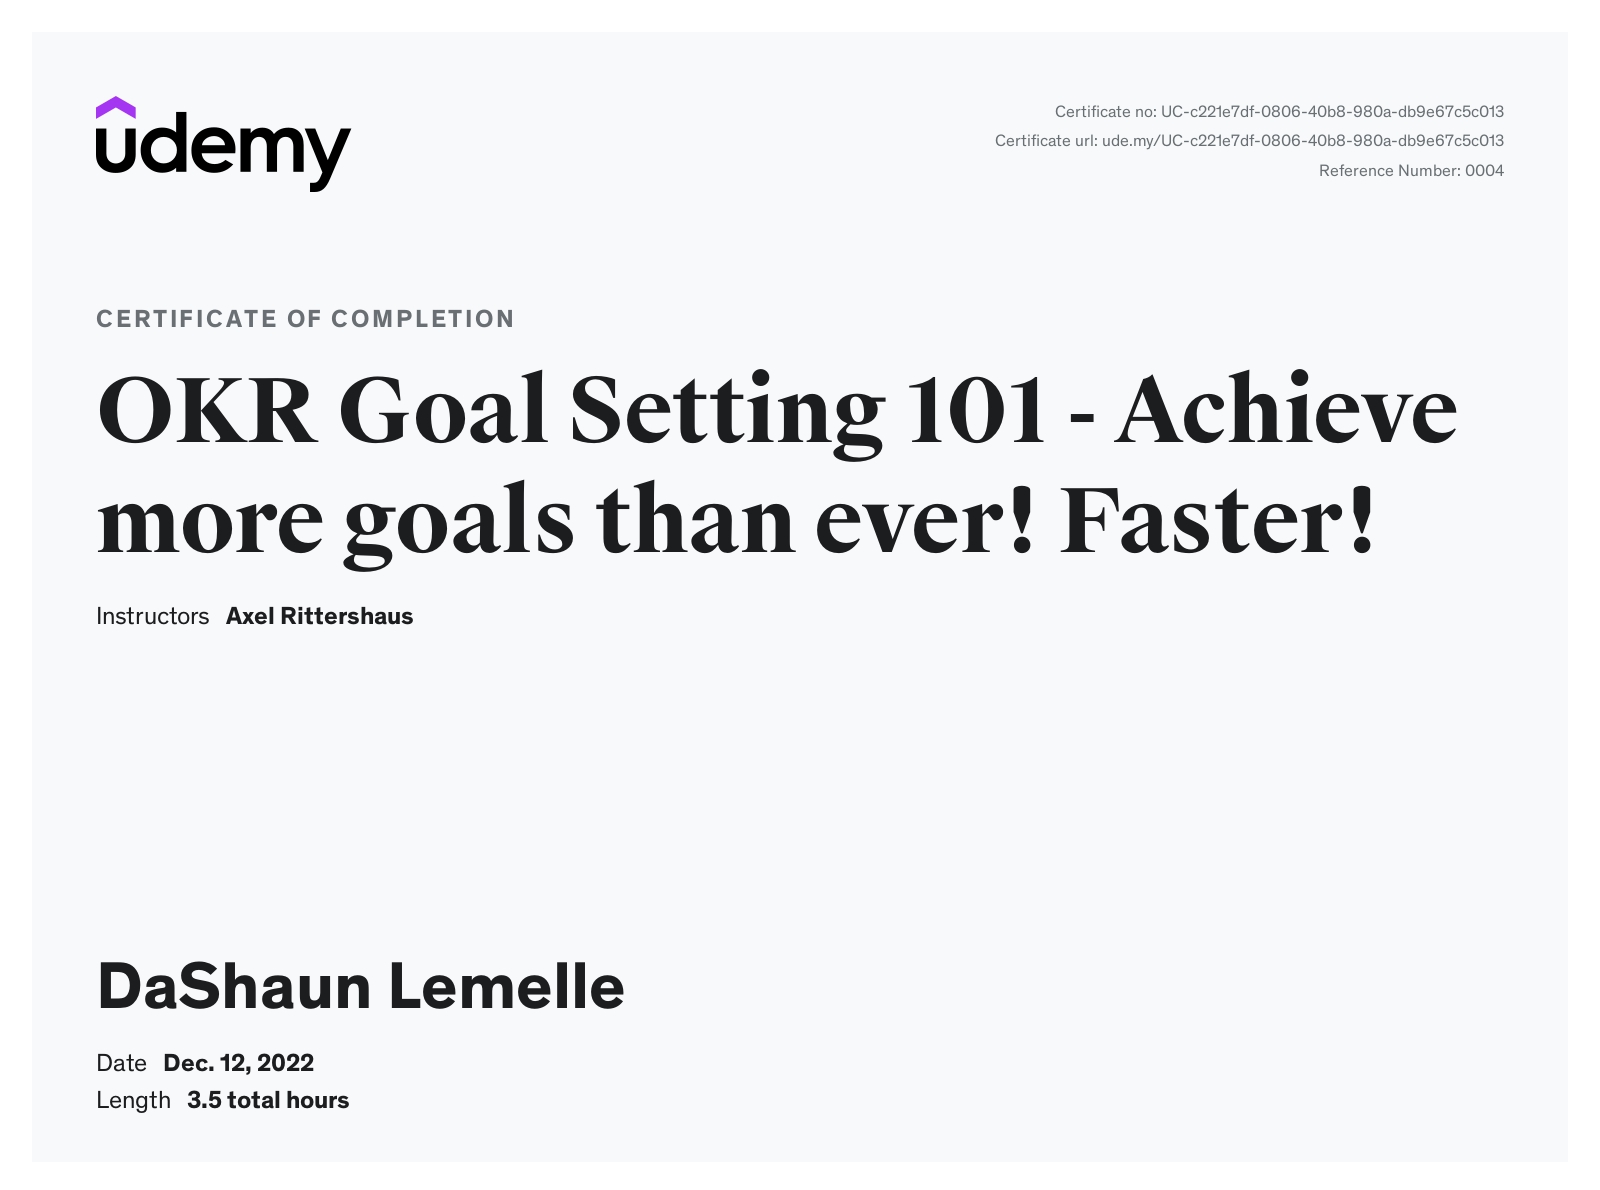 udemy
Certificate no: UC-c221e7df-0806-40b8-980a-db9e67c5c013
Certificate url: ude.my/UC-c221e7df-0806-40b8-980a-db9e67c5c013
Reference Number: 0004
CERTIFICATE OF COMPLETION
OKR Goal Setting 101 - Achieve
more goals than ever! Faster!
Instructors Axel Rittershaus
DaShaun Lemelle
Date Dec. 12, 2022
Length 3.5 total hours